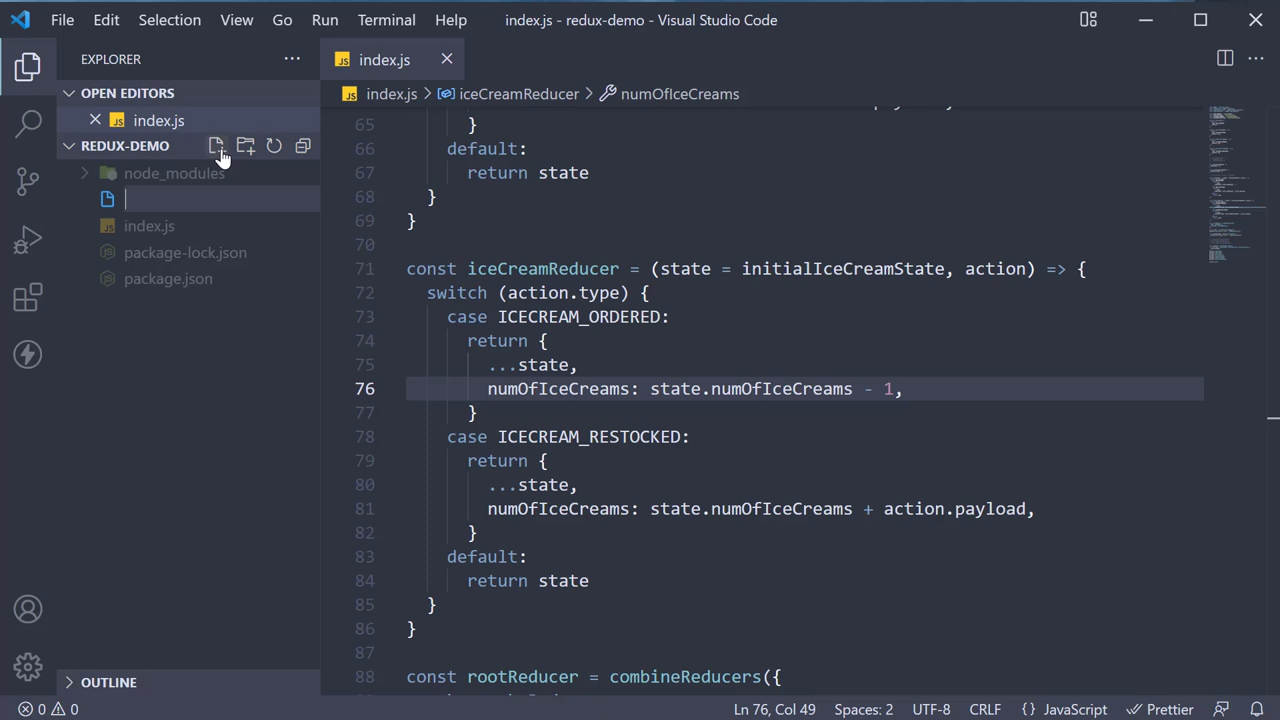 File Edit Selection View Go Run Terminal Help index.js - redux-demo - Visual Studio Code
EXPLORER
OPEN EDITORS
index.js
REDUX-DEMO
node_modules
index.js
package-lock.json
package.json
OUTLINE
index.js
index.js > iceCreamReducer > numOfIceCreams
65 }
66 default:
67 return state
68 }
69 }
70
71 const iceCreamReducer = (state = initialIceCreamState, action) => {
72 switch (action.type) {
73 case ICECREAM_ORDERED:
74 return {
75 ...state,
76 numOfIceCreams: state.numOfIceCreams - 1,
77 }
78 case ICECREAM_RESTOCKED:
79 return {
80 ...state,
81 numOfIceCreams: state.numOfIceCreams + action.payload,
82 }
83 default:
84 return state
85 }
86 }
87
88 const rootReducer = combineReducers({
0 0 Ln 76, Col 49 Spaces: 2 UTF-8 CRLF {} JavaScript Prettier